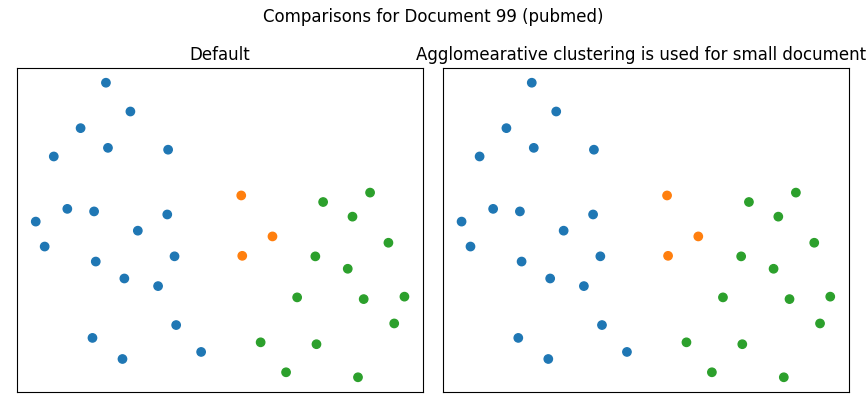 Comparisons for Document 99 (pubmed)
Default
Agglomearative clustering is used for small document